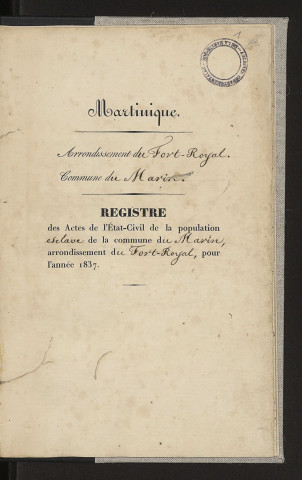 1
Martinique.
Arrondissement du Fort-Royal.
Commune du Marin.
REGISTRE
des Actes de l'État-Civil de la population
esclave de la commune du Marin,
arrondissement du Fort-Royal, pour
l'année 1837.